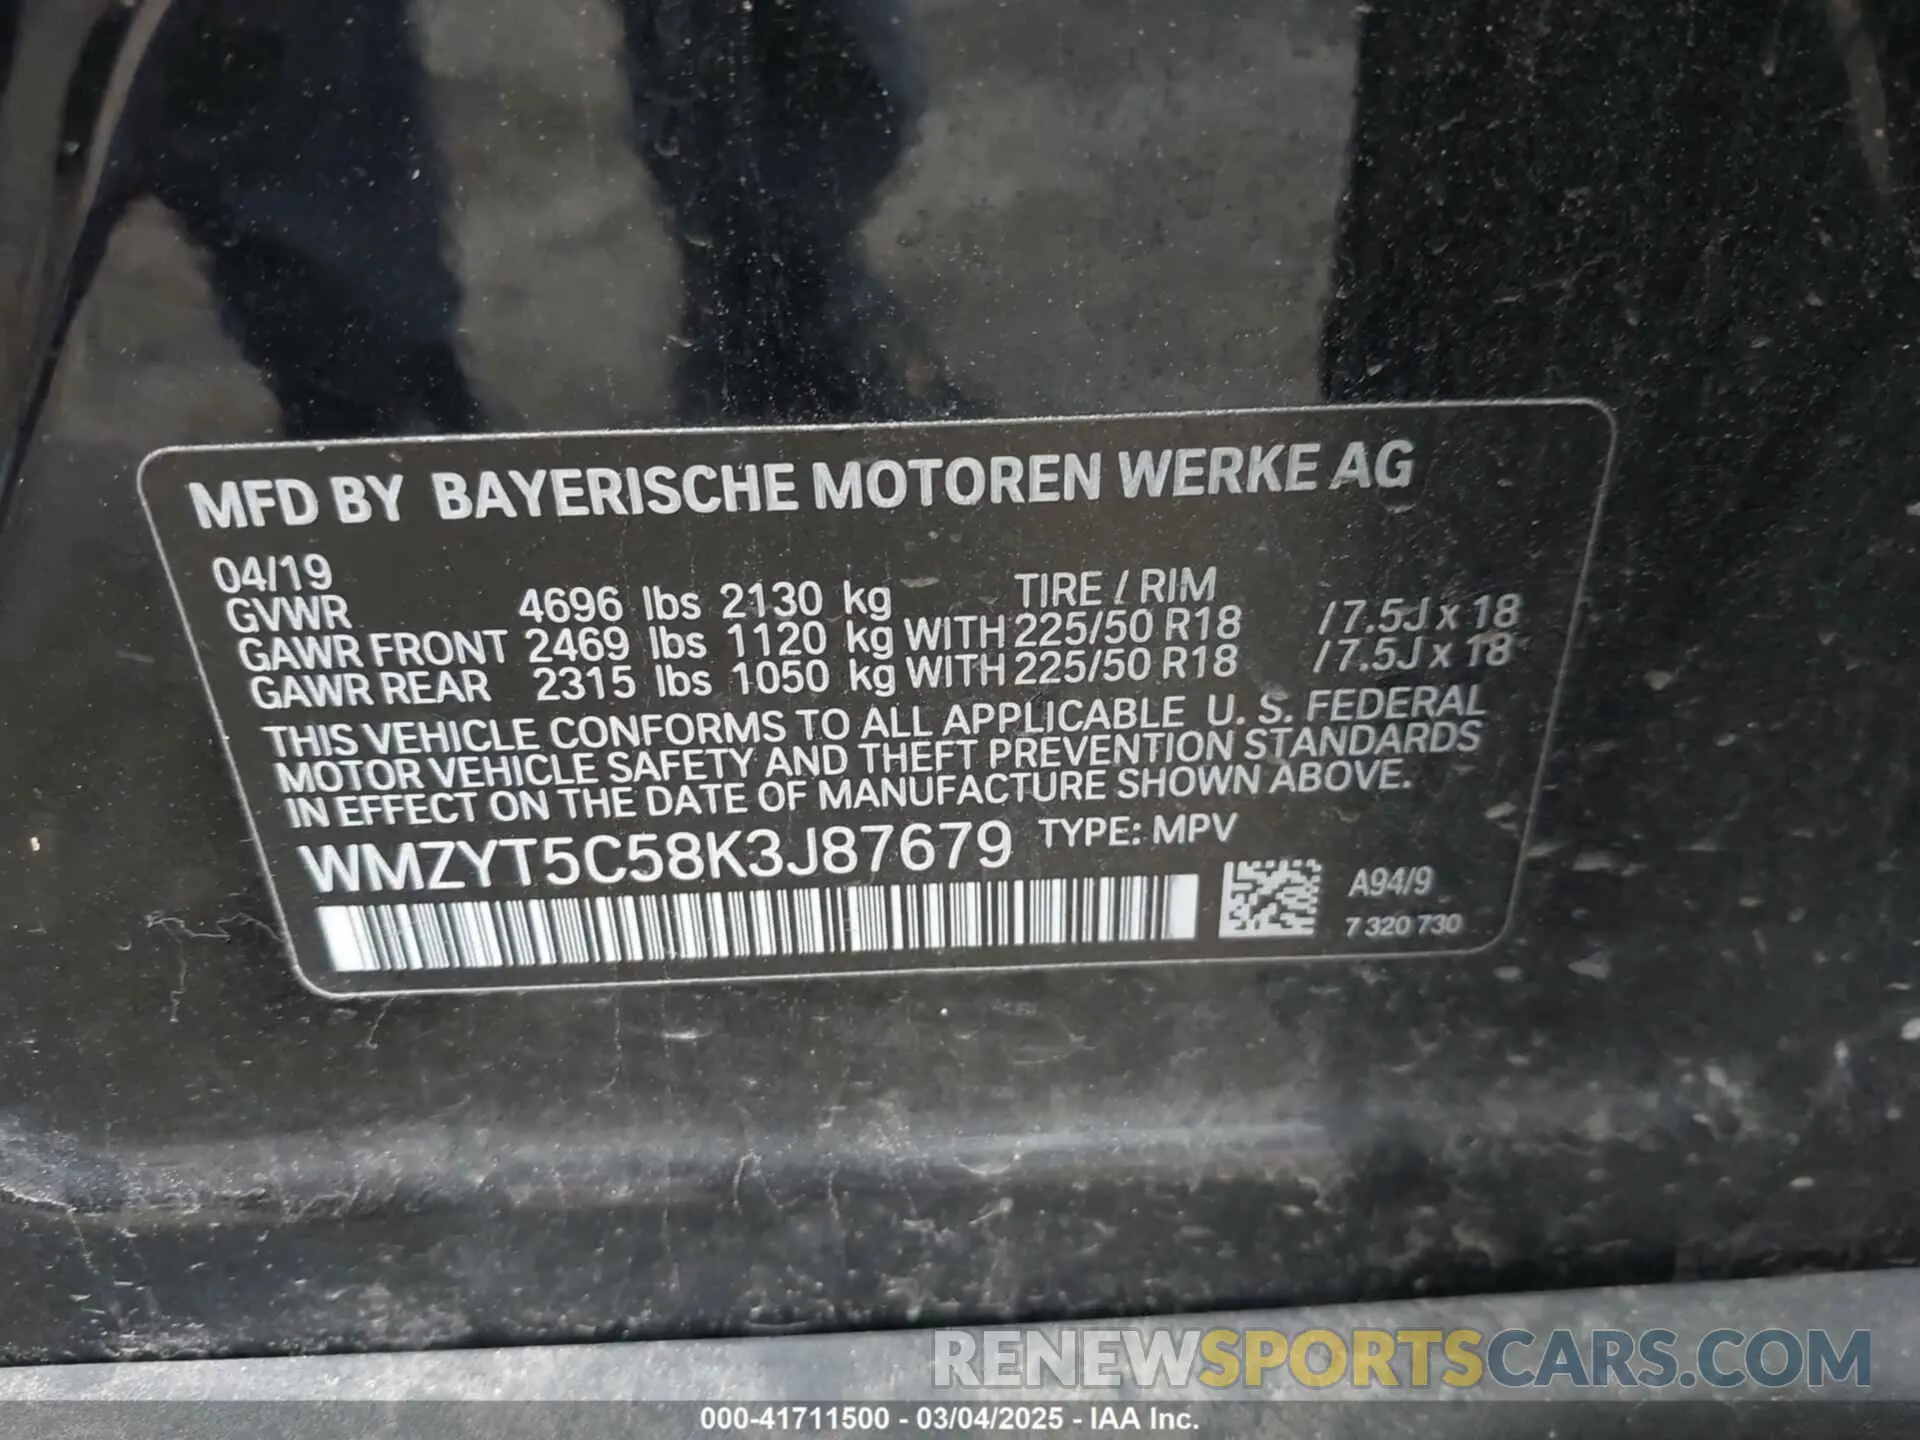 MFD BY BAYERISCHE MOTOREN WERKE AG
04/19
GVWR 4696 lbs 2130 kg TIRE / RIM
GAWR FRONT 2469 lbs 1120 kg WITH 225/50 R18 /7.5J x 18
GAWR REAR 2315 lbs 1050 kg WITH 225/50 R18 /7.5J x 18
THIS VEHICLE CONFORMS TO ALL APPLICABLE U. S. FEDERAL
MOTOR VEHICLE SAFETY AND THEFT PREVENTION STANDARDS
IN EFFECT ON THE DATE OF MANUFACTURE SHOWN ABOVE.
WMZYT5C58K3J87679 TYPE: MPV
A94/9
7 320 730
RENEWSPORTSCARS.COM
000-41711500 - 03/04/2025 - IAA Inc.